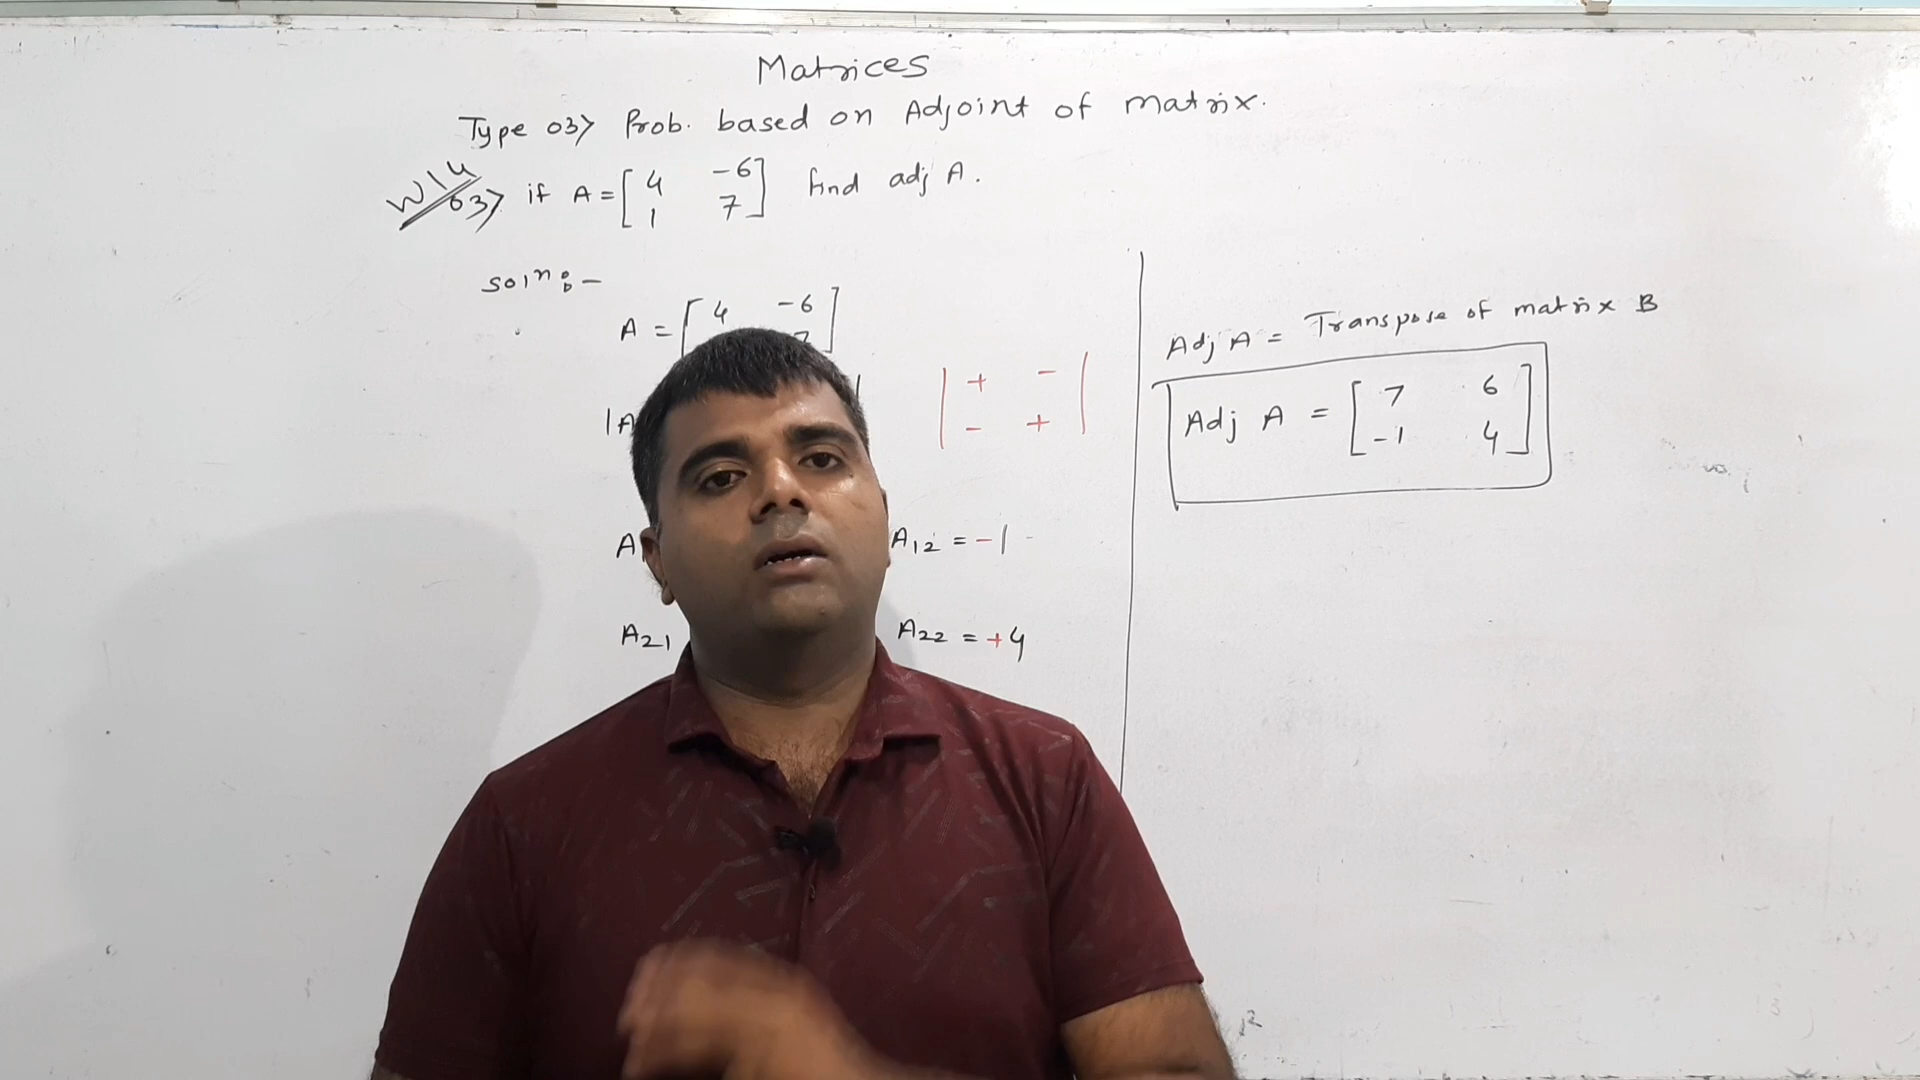 Matrices
Type 03> Prob. based on Adjoint of matrix.
W14
03> if A = [ 4 -6
1 7 ] find adj A.
Soln :-
A = [ 4 -6
7 ]
|A
| + -
- + |
A A12 = -1
A21 A22 = +4
Adj A = Transpose of matrix B
Adj A = [ 7 6
-1 4 ]